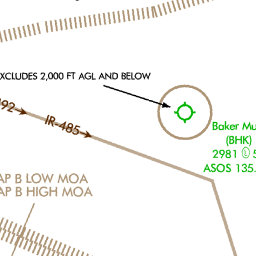 EXCLUDES 2,000 FT AGL AND BELOW
IR-485
Baker Mu
(BHK)
2981 Ⓛ 5
ASOS 135.
AP B LOW MOA
AP B HIGH MOA